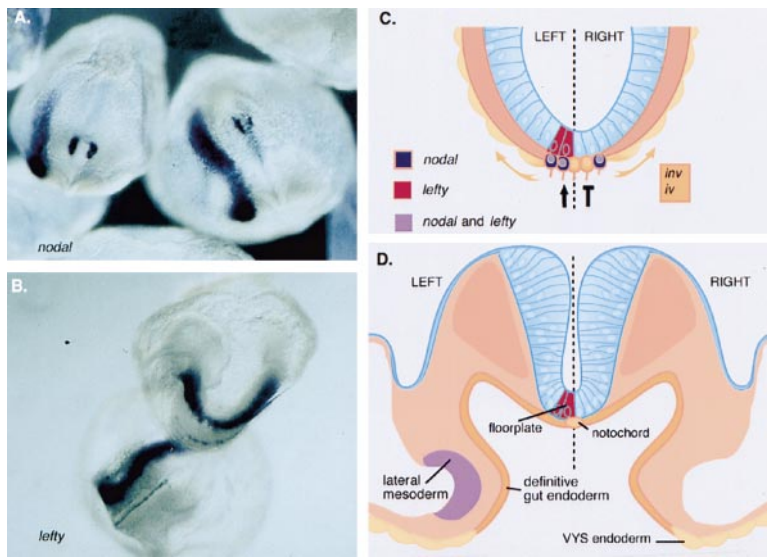 A.
nodal
B.
lefty
C.
LEFT RIGHT
nodal
lefty
nodal and lefty
inv
iv
D.
LEFT
RIGHT
floorplate
notochord
lateral
mesoderm
definitive
gut endoderm
VYS endoderm